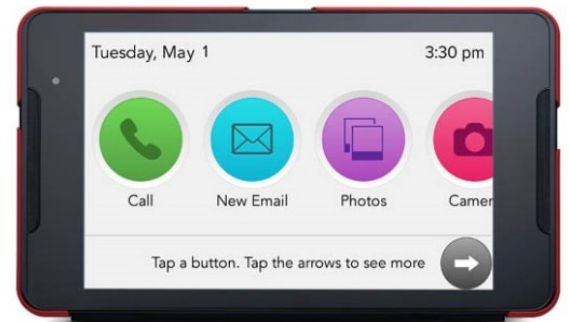 Tuesday, May 1
3:30 pm
Call
New Email
Photos
Camer
Tap a button. Tap the arrows to see more